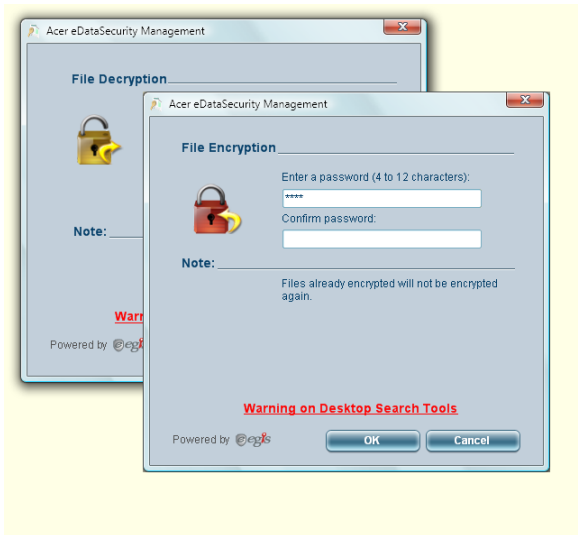 Acer eDataSecurity Management
File Decryption
Note:
Powered by egis
Acer eDataSecurity Management
File Encryption
Enter a password (4 to 12 characters):
****
Confirm password:
Note:
Files already encrypted will not be encrypted
again.
Warning on Desktop Search Tools
Powered by egis
OK
Cancel